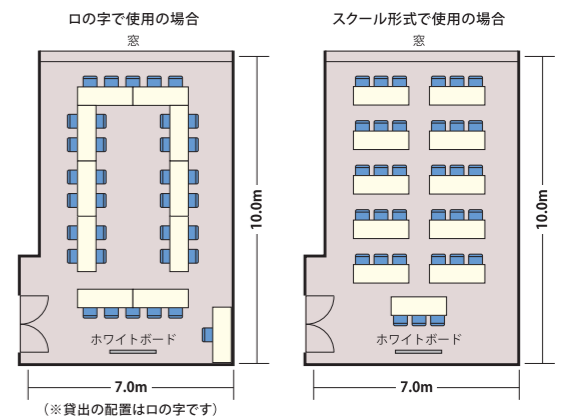 ロの字で使用の場合
窓
10.0m
ホワイトボード
7.0m
(※貸出の配置はロの字です)
スクール形式で使用の場合
窓
10.0m
ホワイトボード
7.0m